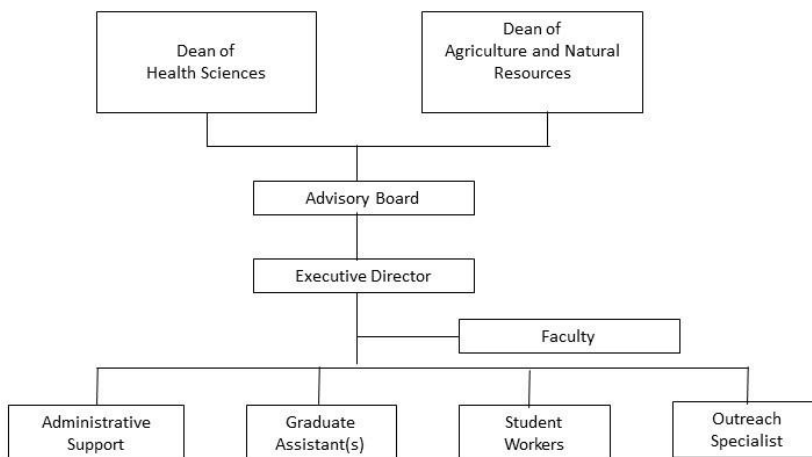 Dean of
Health Sciences
Dean of
Agriculture and Natural
Resources
Advisory Board
Executive Director
Faculty
Administrative
Support
Graduate
Assistant(s)
Student
Workers
Outreach
Specialist